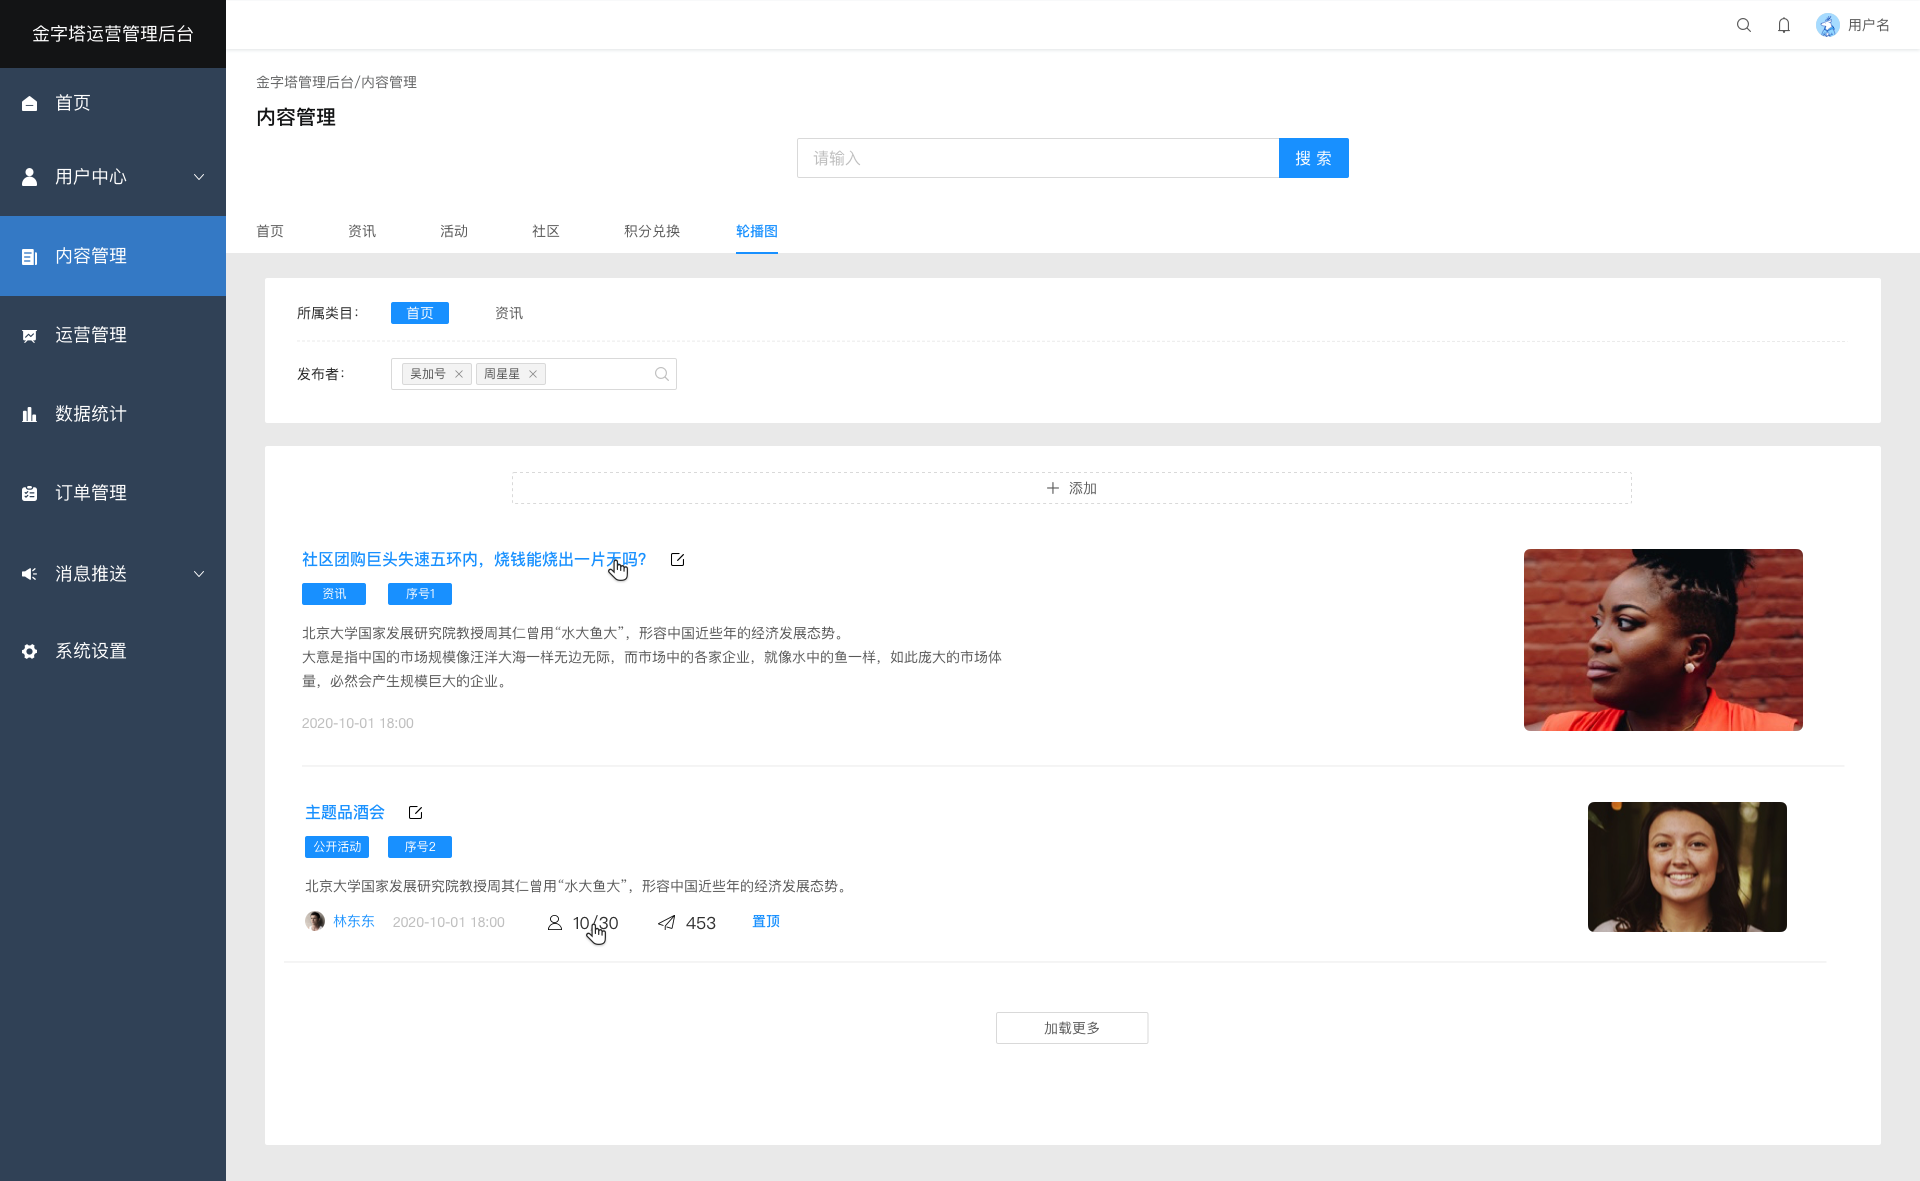 金字塔运营管理后台
用户名
首页
用户中心
内容管理
运营管理
数据统计
订单管理
消息推送
系统设置
金字塔管理后台/内容管理
内容管理
请输入
搜 索
首页
资讯
活动
社区
积分兑换
轮播图
所属类目：
首页
资讯
发布者：
吴加号
周星星
添加
社区团购巨头失速五环内，烧钱能烧出一片天吗？
资讯
序号1
北京大学国家发展研究院教授周其仁曾用“水大鱼大”，形容中国近些年的经济发展态势。
大意是指中国的市场规模像汪洋大海一样无边无际，而市场中的各家企业，就像水中的鱼一样，如此庞大的市场体
量，必然会产生规模巨大的企业。
2020-10-01 18:00
主题品酒会
公开活动
序号2
北京大学国家发展研究院教授周其仁曾用“水大鱼大”，形容中国近些年的经济发展态势。
林东东
2020-10-01 18:00
10/30
453
置顶
加载更多